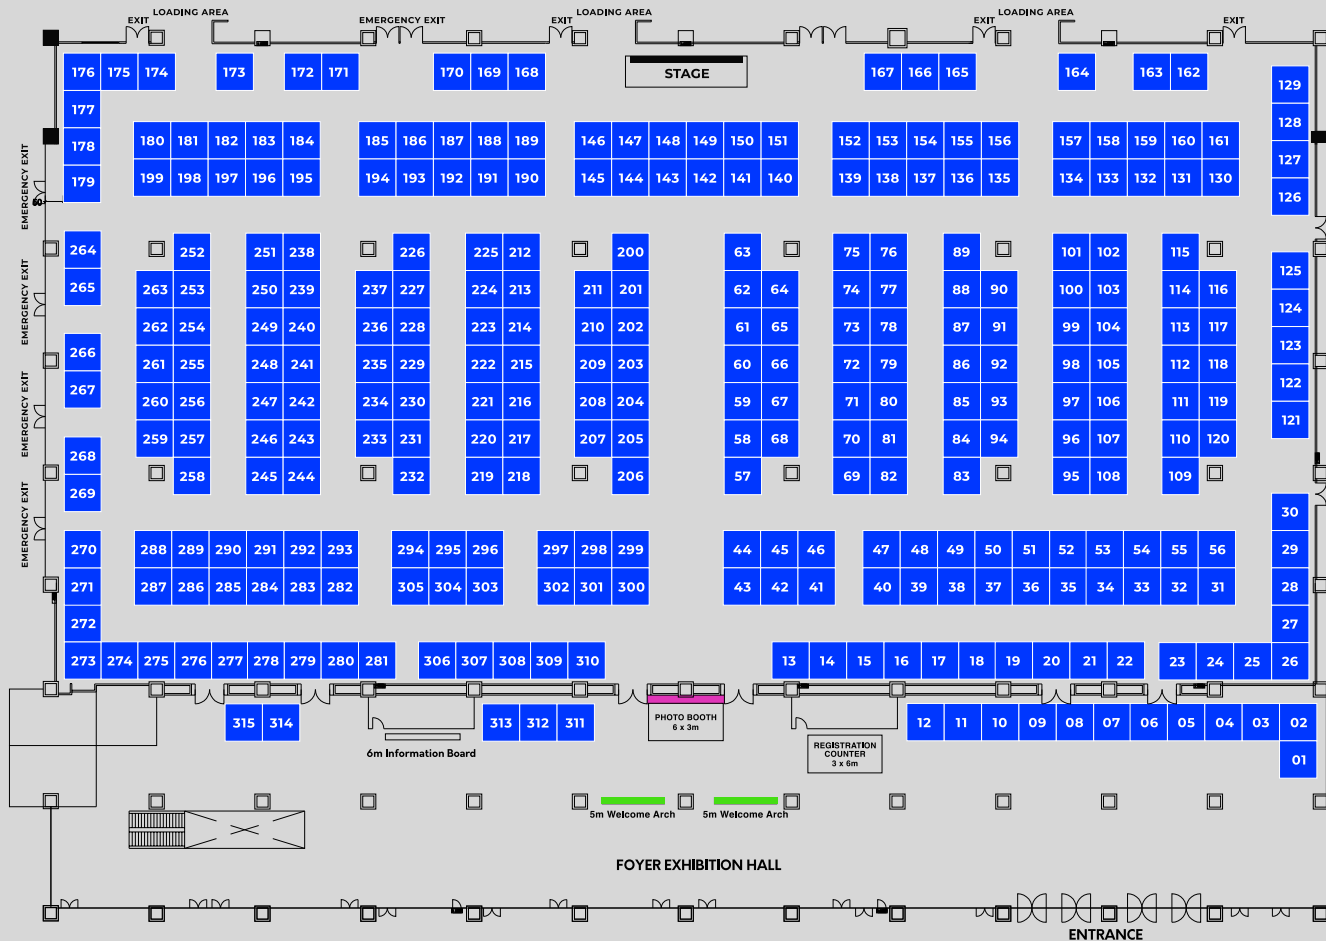 LOADING AREA
LOADING AREA
LOADING AREA
EXIT
EMERGENCY EXIT
EXIT
EXIT
EXIT
176 175 174
173
172 171
170 169 168
STAGE
167 166 165
164
163 162
129
177
128
180 181 182 183 184
185 186 187 188 189
146 147 148 149 150 151
152 153 154 155 156
157 158 159 160 161
178
127
199 198 197 196 195
194 193 192 191 190
145 144 143 142 141 140
139 138 137 136 135
134 133 132 131 130
179
126
EMERGENCY EXIT
264
252
251 238
226
225 212
200
63
75 76
89
101 102
115
125
265
263 253
250 239
237 227
224 213
211 201
62 64
74 77
88 90
100 103
114 116
124
EMERGENCY EXIT
262 254
249 240
236 228
223 214
210 202
61 65
73 78
87 91
99 104
113 117
123
266
261 255
248 241
235 229
222 215
209 203
60 66
72 79
86 92
98 105
112 118
122
267
260 256
247 242
234 230
221 216
208 204
59 67
71 80
85 93
97 106
111 119
121
EMERGENCY EXIT
268
259 257
246 243
233 231
220 217
207 205
58 68
70 81
84 94
96 107
110 120
269
258
245 244
232
219 218
206
57
69 82
83
95 108
109
30
EMERGENCY EXIT
270
288 289 290 291 292 293
294 295 296
297 298 299
44 45 46
47 48 49 50 51 52 53 54 55 56
29
271
287 286 285 284 283 282
305 304 303
302 301 300
43 42 41
40 39 38 37 36 35 34 33 32 31
28
272
27
273 274 275 276 277 278 279 280 281
306 307 308 309 310
13 14 15 16 17 18 19 20 21 22
23 24 25 26
315 314
313 312 311
PHOTO BOOTH
6 x 3m
12 11 10 09 08 07 06 05 04 03 02
6m Information Board
REGISTRATION
COUNTER
3 x 6m
01
5m Welcome Arch
5m Welcome Arch
FOYER EXHIBITION HALL
ENTRANCE